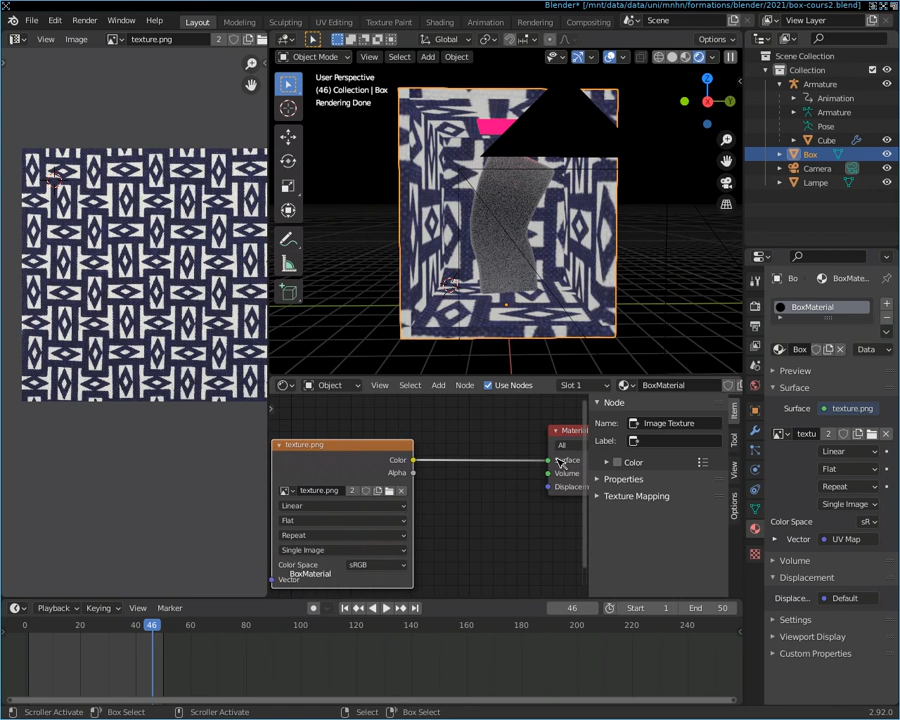 Blender* [/mnt/data/data/uni/mnhn/formations/blender/2021/box-cours2.blend]
File Edit Render Window Help Layout Modeling Sculpting UV Editing Texture Paint Shading Animation Rendering Compositing Scene View Layer
View Image texture.png 2 Global Options
Object Mode View Select Add Object
User Perspective
(46) Collection | Box
Rendering Done
Z
X
Y
Scene Collection
Collection
Armature
Animation
Armature
Pose
Cube
Box
Camera
Lampe
Bo BoxMate...
BoxMaterial
Box Data
Preview
Surface
Surface texture.png
textu 2
Linear
Flat
Repeat
Single Image
Color Space sR
Vector UV Map
Volume
Displacement
Displace... Default
Settings
Viewport Display
Custom Properties
Object View Select Add Node Use Nodes Slot 1 BoxMaterial
Node
Name: Image Texture
Label:
Color
Properties
Texture Mapping
Item
Tool
View
Options
texture.png
Color
Alpha
texture.png 2
Linear
Flat
Repeat
Single Image
Color Space sRGB
BoxMaterial
Vector
Material
All
Volume
Displacem
Playback Keying View Marker 46 Start 1 End 50
0 20 40 46 60 80 100 120 140 160 180 200 220 240
Scroller Activate Box Select Scroller Activate Select Box Select 2.92.0